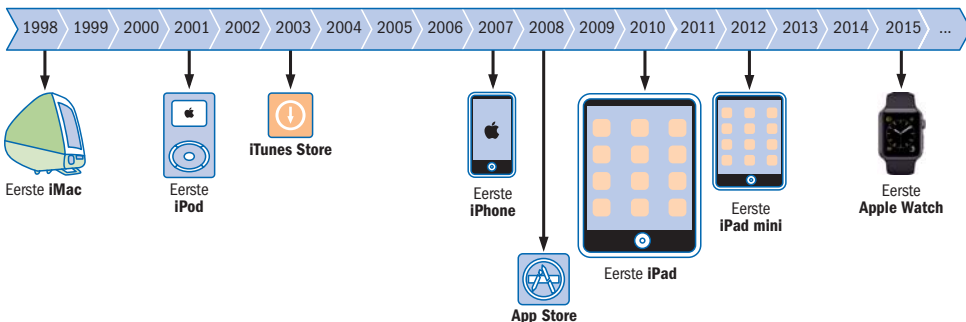 1998 1999 2000 2001 2002 2003 2004 2005 2006 2007 2008 2009 2010 2011 2012 2013 2014 2015 ...
Eerste iMac
Eerste
iPod
iTunes Store
Eerste
iPhone
App Store
Eerste iPad
Eerste
iPad mini
Eerste
Apple Watch